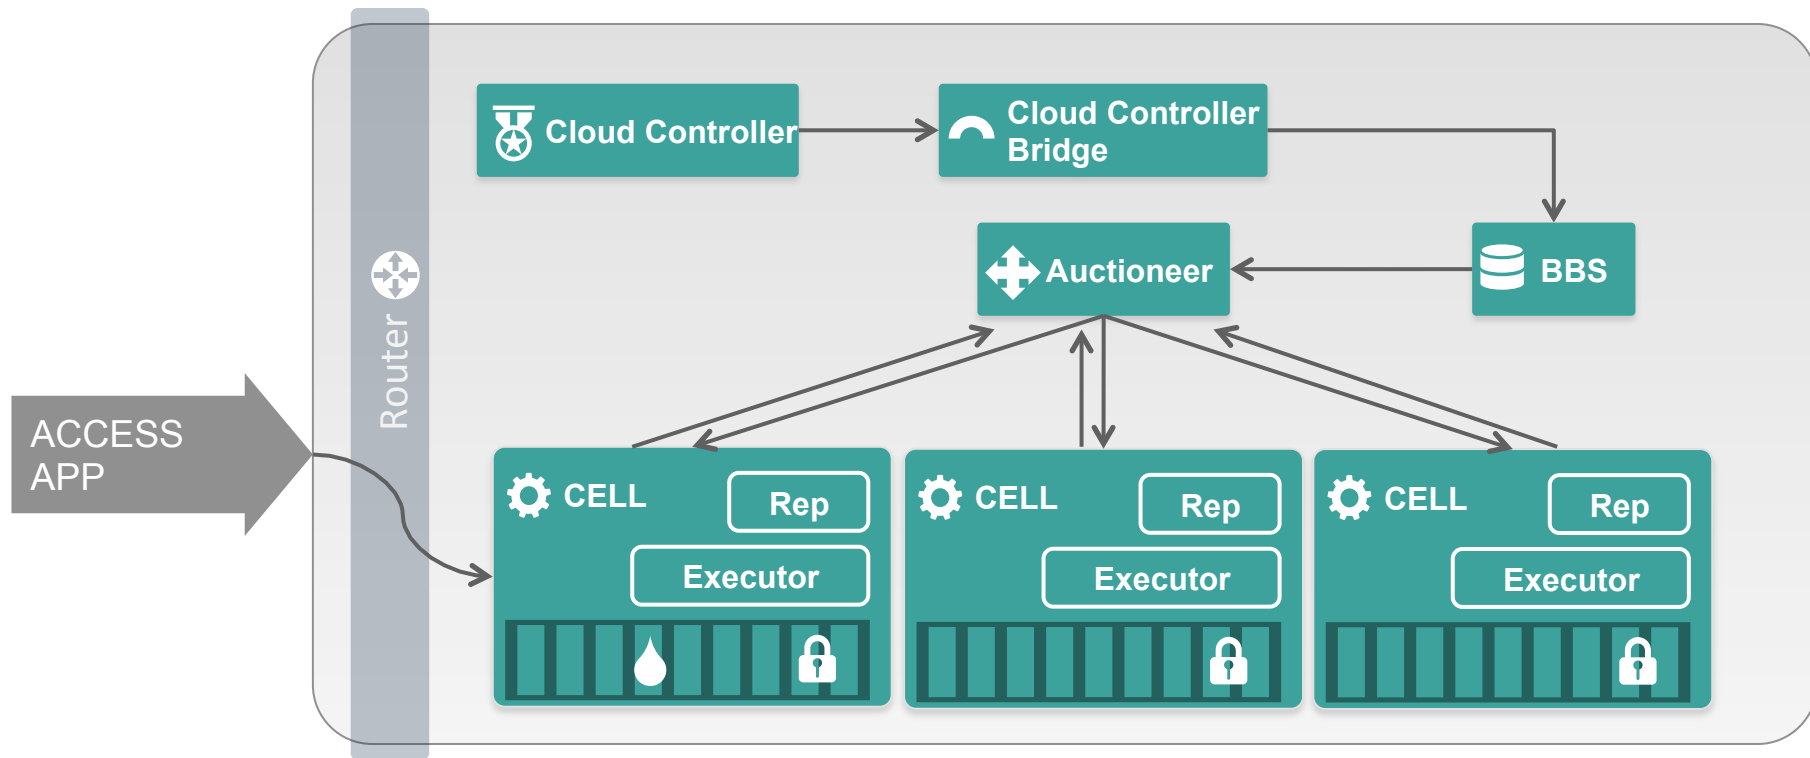 Cloud Controller
Cloud Controller
Bridge
Auctioneer
BBS
Router
ACCESS
APP
CELL
Rep
Executor
CELL
Rep
Executor
CELL
Rep
Executor